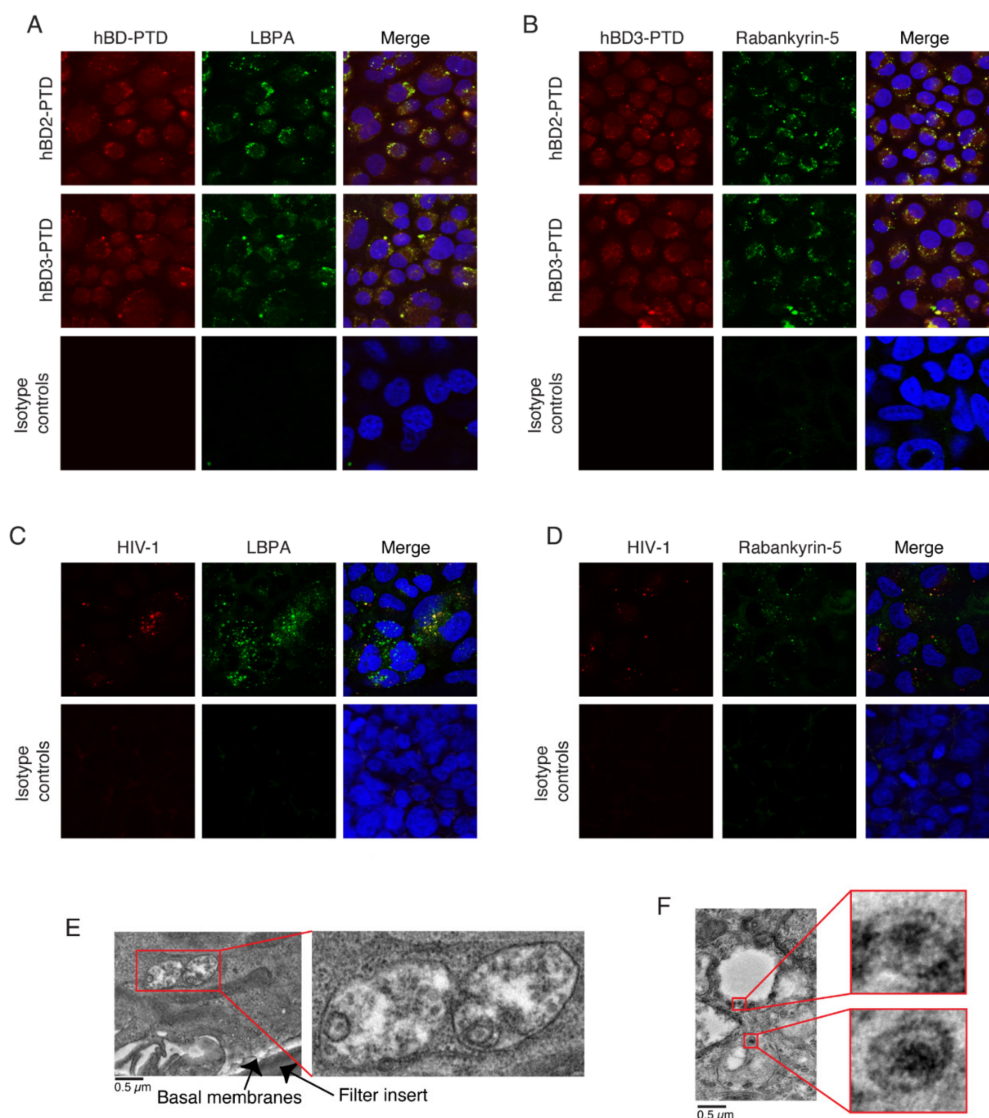 A
hBD-PTD LBPA Merge
hBD2-PTD
hBD3-PTD
Isotype
controls
B
hBD3-PTD Rabankyrin-5 Merge
hBD2-PTD
hBD3-PTD
Isotype
controls
C
HIV-1 LBPA Merge
Isotype
controls
D
HIV-1 Rabankyrin-5 Merge
Isotype
controls
E
0.5 µm
Basal membranes
Filter insert
F
0.5 µm